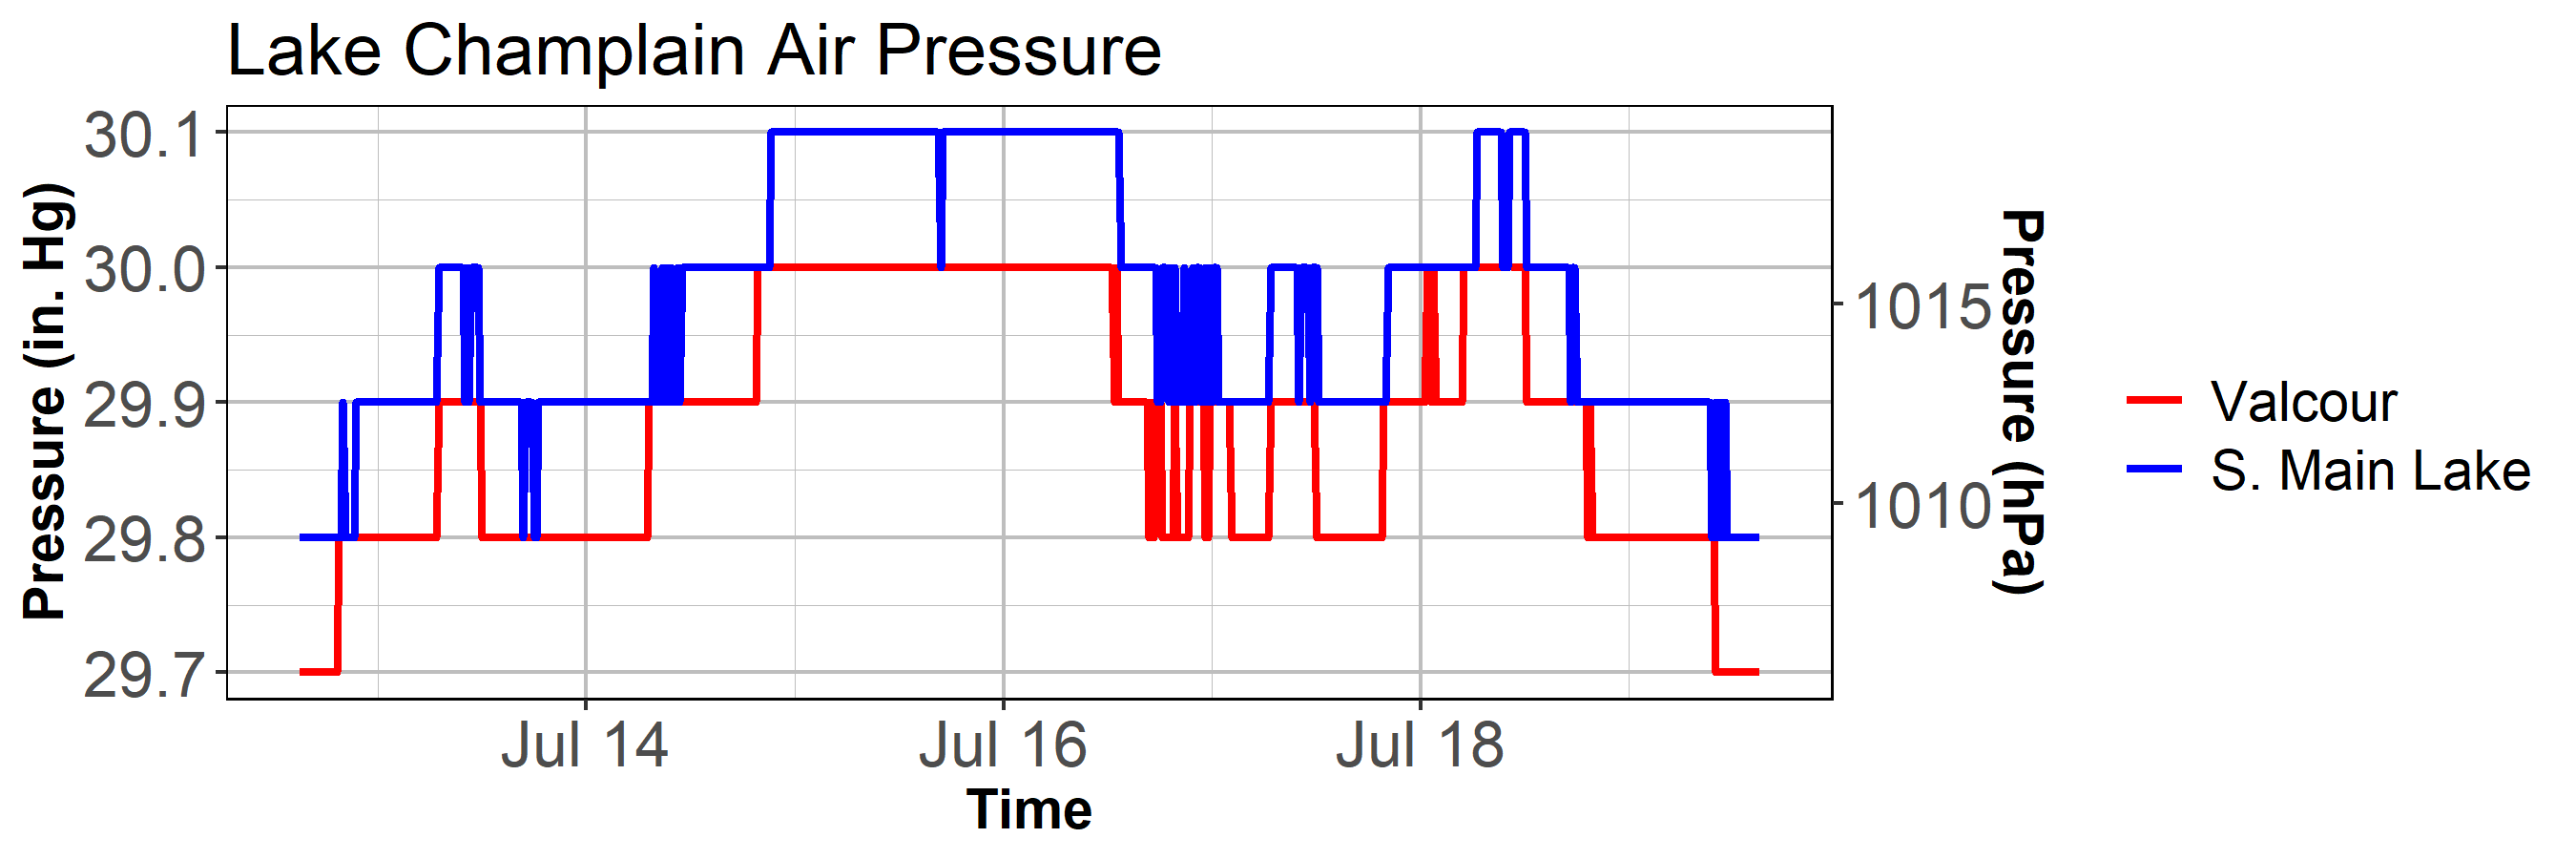 Lake Champlain Air Pressure
Pressure (in. Hg)
30.1
30.0
29.9
29.8
29.7
Jul 14 Jul 16 Jul 18
Time
1015
1010
Pressure (hPa)
Valcour
S. Main Lake